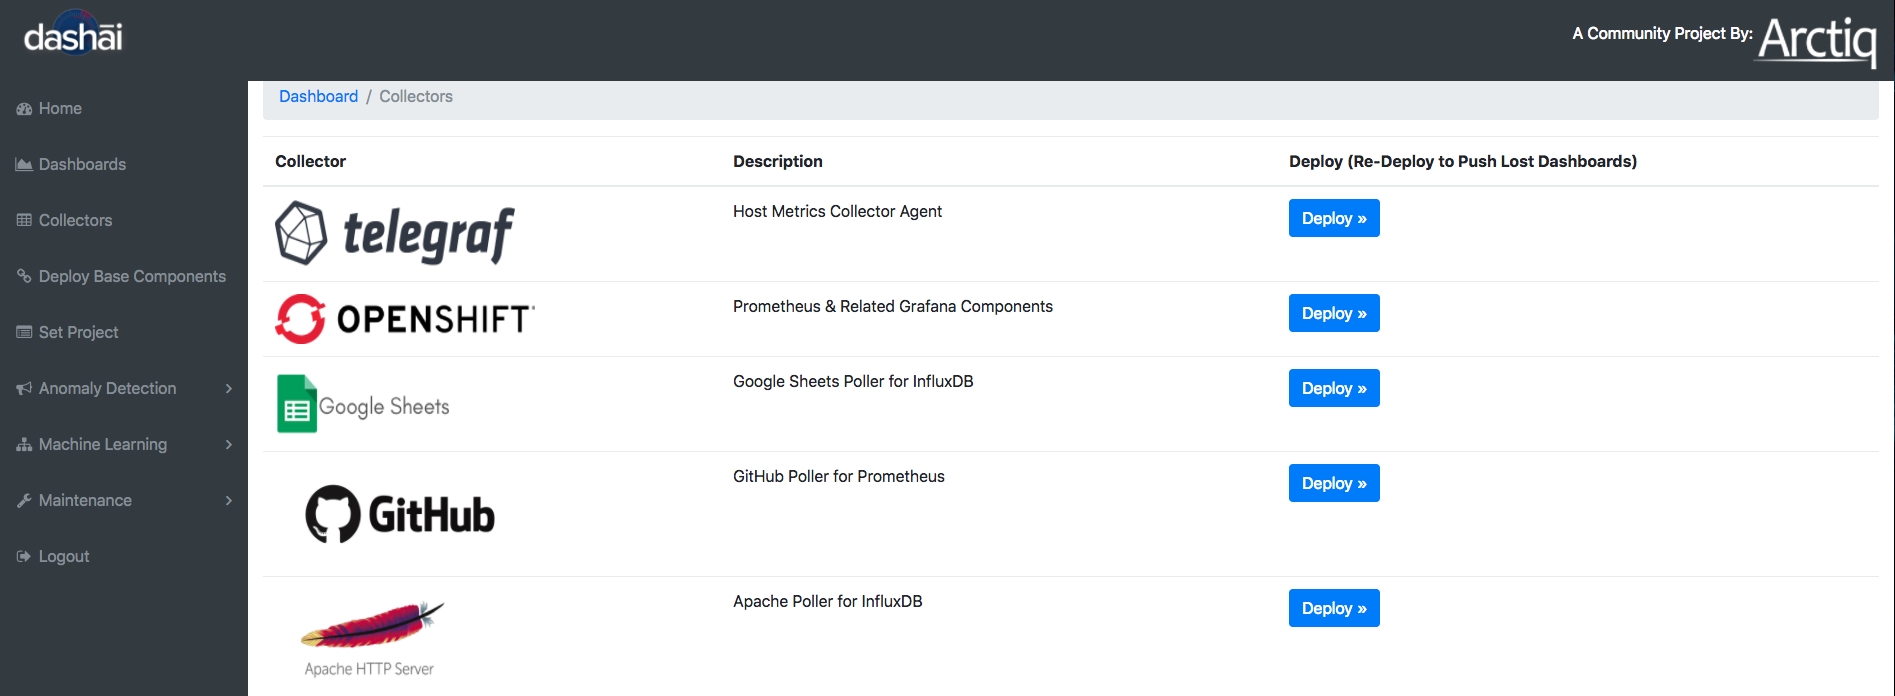 dashāi
A Community Project By: Arctiq
Home
Dashboards
Collectors
Deploy Base Components
Set Project
Anomaly Detection
Machine Learning
Maintenance
Logout
Dashboard / Collectors
Collector Description Deploy (Re-Deploy to Push Lost Dashboards)
telegraf Host Metrics Collector Agent Deploy »
OPENSHIFT Prometheus & Related Grafana Components Deploy »
Google Sheets Google Sheets Poller for InfluxDB Deploy »
GitHub GitHub Poller for Prometheus Deploy »
Apache HTTP Server Apache Poller for InfluxDB Deploy »